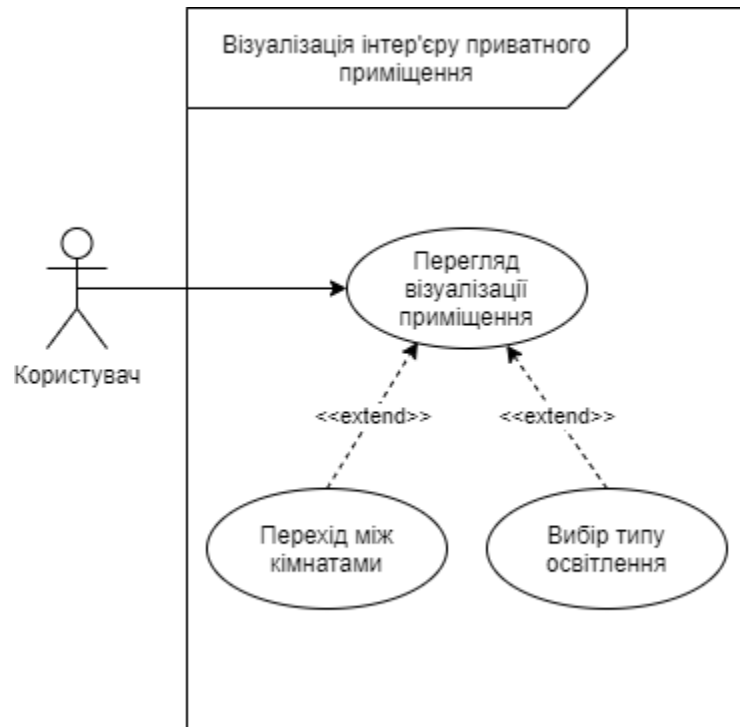 Візуалізація інтер'єру приватного
приміщення
Перегляд
візуалізації
приміщення
Користувач
<<extend>>
<<extend>>
Перехід між
кімнатами
Вибір типу
освітлення